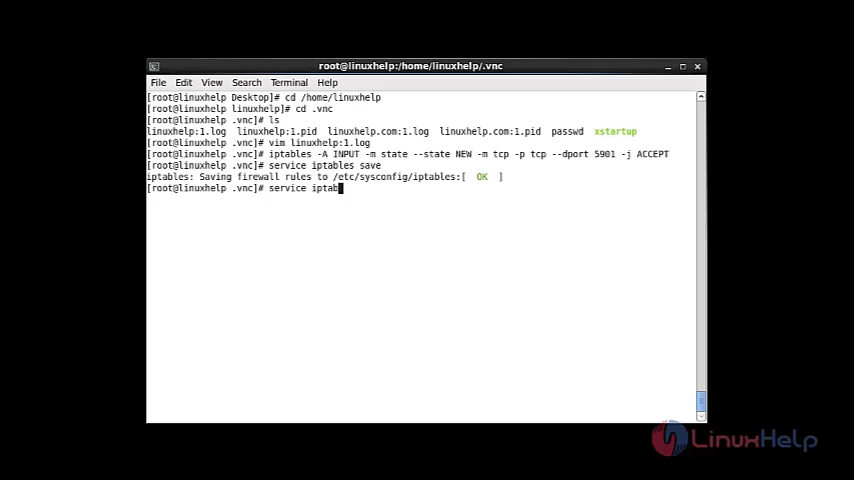 root@linuxhelp:/home/linuxhelp/.vnc
File Edit View Search Terminal Help
[root@linuxhelp Desktop]# cd /home/linuxhelp
[root@linuxhelp linuxhelp]# cd .vnc
[root@linuxhelp .vnc]# ls
linuxhelp:1.log linuxhelp:1.pid linuxhelp.com:1.log linuxhelp.com:1.pid passwd xstartup
[root@linuxhelp .vnc]# vim linuxhelp:1.log
[root@linuxhelp .vnc]# iptables -A INPUT -m state --state NEW -m tcp -p tcp --dport 5901 -j ACCEPT
[root@linuxhelp .vnc]# service iptables save
iptables: Saving firewall rules to /etc/sysconfig/iptables:[ OK ]
[root@linuxhelp .vnc]# service iptab
LinuxHelp